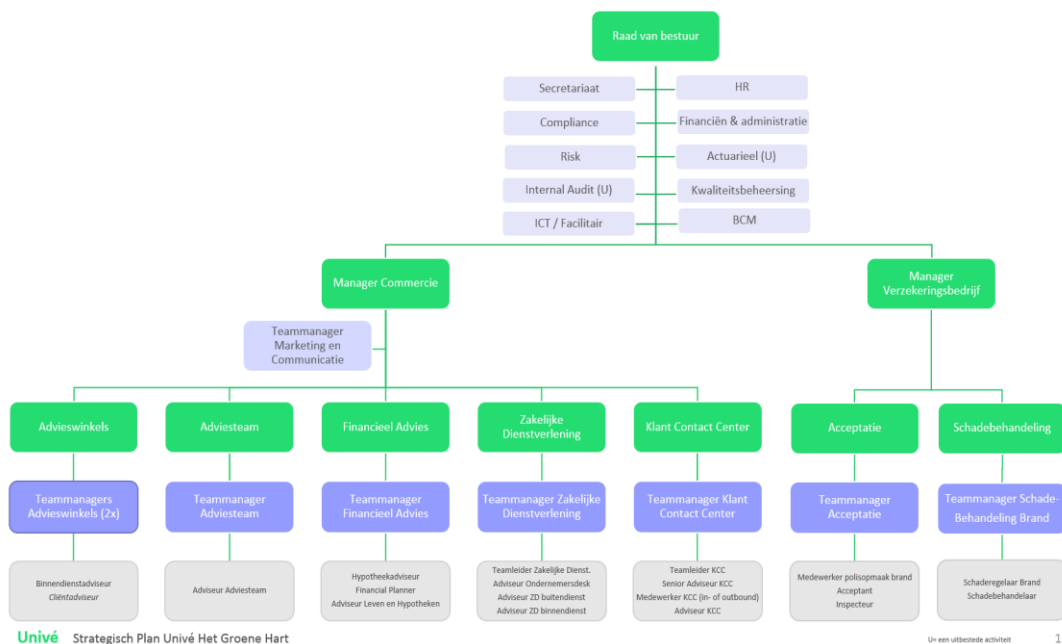 Raad van bestuur
Secretariaat
HR
Compliance
Financiën & administratie
Risk
Actuarieel (U)
Internal Audit (U)
Kwaliteitsbeheersing
ICT / Facilitair
BCM
Manager Commercie
Manager
Verzekeringsbedrijf
Teammanager
Marketing en
Communicatie
Advieswinkels
Adviesteam
Financieel Advies
Zakelijke
Dienstverlening
Klant Contact Center
Acceptatie
Schadebehandeling
Teammanagers
Advieswinkels (2x)
Teammanager
Adviesteam
Teammanager
Financieel Advies
Teammanager Zakelijke
Dienstverlening
Teammanager Klant
Contact Center
Teammanager
Acceptatie
Teammanager Schade-
Behandeling Brand
Binnendienstadviseur
Cliëntadviseur
Adviseur Adviesteam
Hypotheekadviseur
Financial Planner
Adviseur Leven en Hypotheken
Teamleider Zakelijke Dienst.
Adviseur Ondernemersdesk
Adviseur ZD buitendienst
Adviseur ZD binnendienst
Teamleider KCC
Senior Adviseur KCC
Medewerker KCC (in- of outbound)
Adviseur KCC
Medewerker polisopmaak brand
Acceptant
Inspecteur
Schaderegelaar Brand
Schadebehandelaar
Univé Strategisch Plan Univé Het Groene Hart
U= een uitbestede activiteit